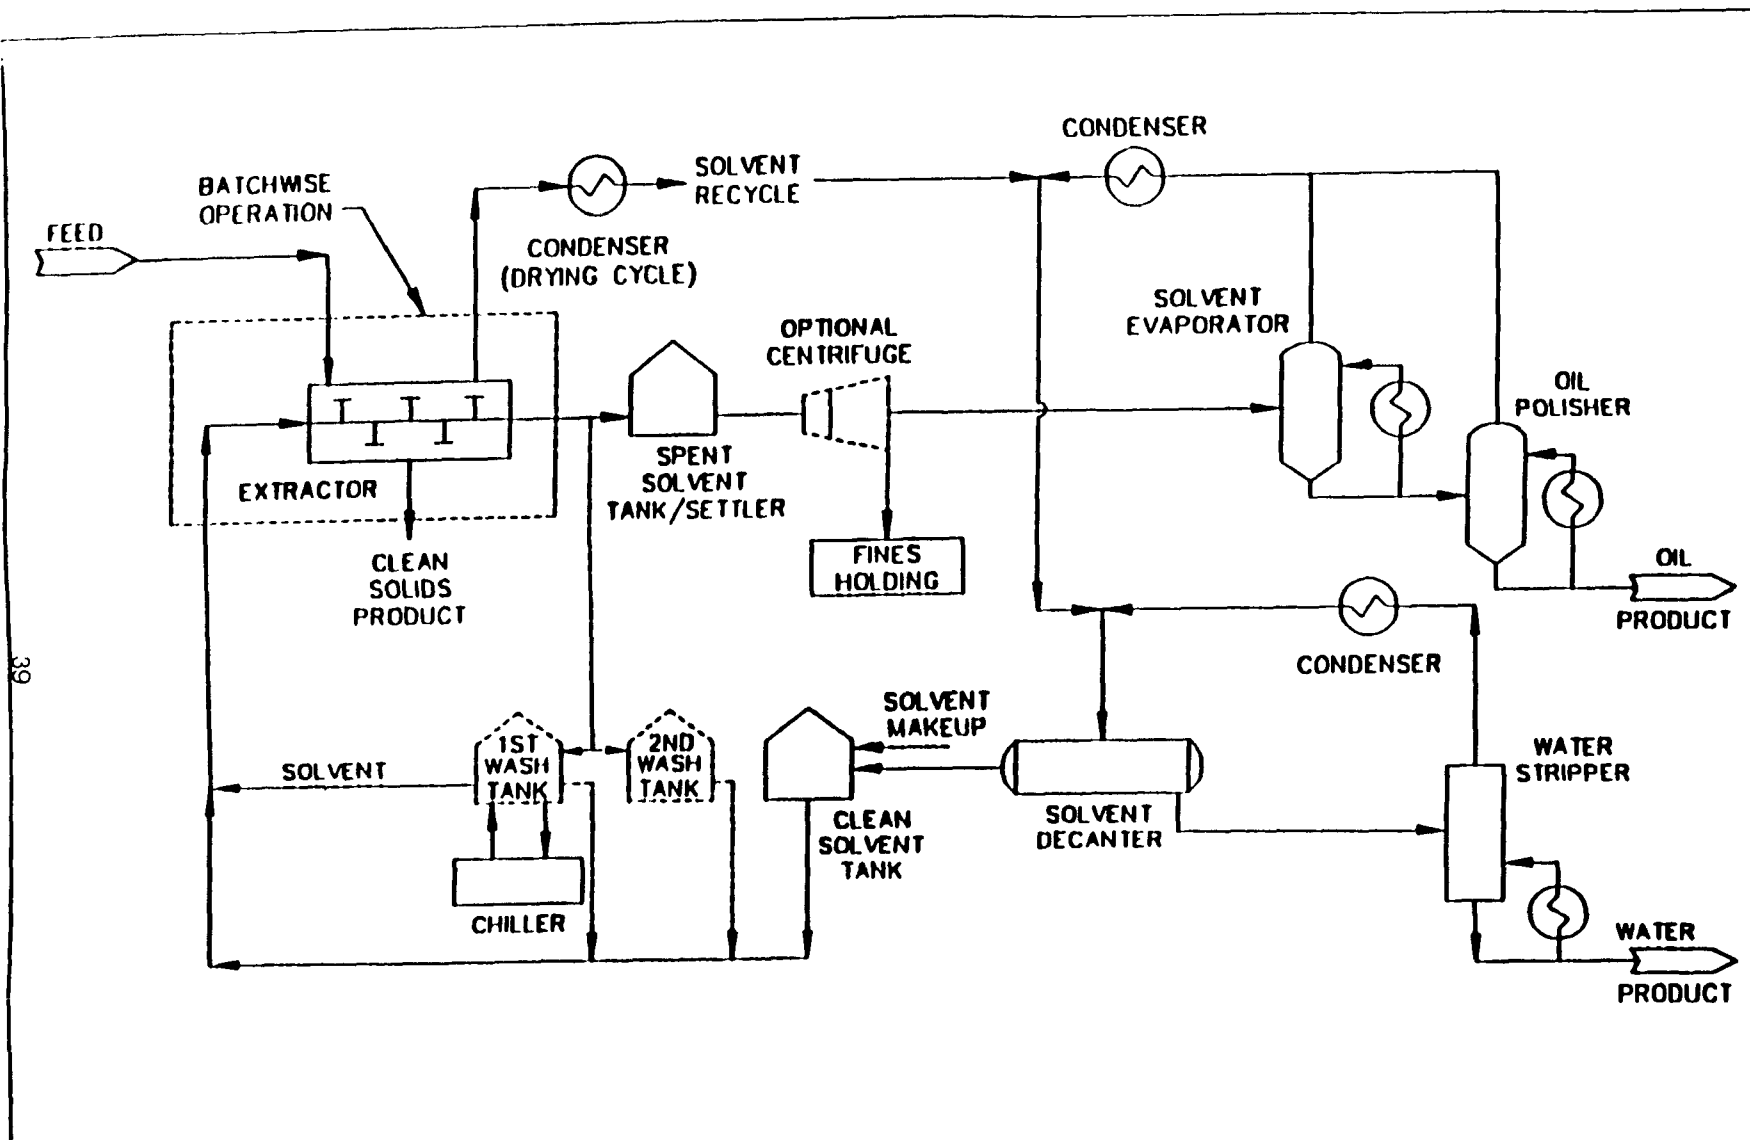 CONDENSER
SOLVENT
RECYCLE
BATCHWISE
OPERATION
FEED
CONDENSER
(DRYING CYCLE)
SOLVENT
EVAPORATOR
OPTIONAL
CENTRIFUGE
OIL
POLISHER
SPENT
SOLVENT
TANK/SETTLER
EXTRACTOR
CLEAN
SOLIDS
PRODUCT
FINES
HOLDING
OIL
PRODUCT
39
CONDENSER
SOLVENT
MAKEUP
1ST
WASH
TANK
2ND
WASH
TANK
SOLVENT
WATER
STRIPPER
SOLVENT
DECANTER
CLEAN
SOLVENT
TANK
CHILLER
WATER
PRODUCT